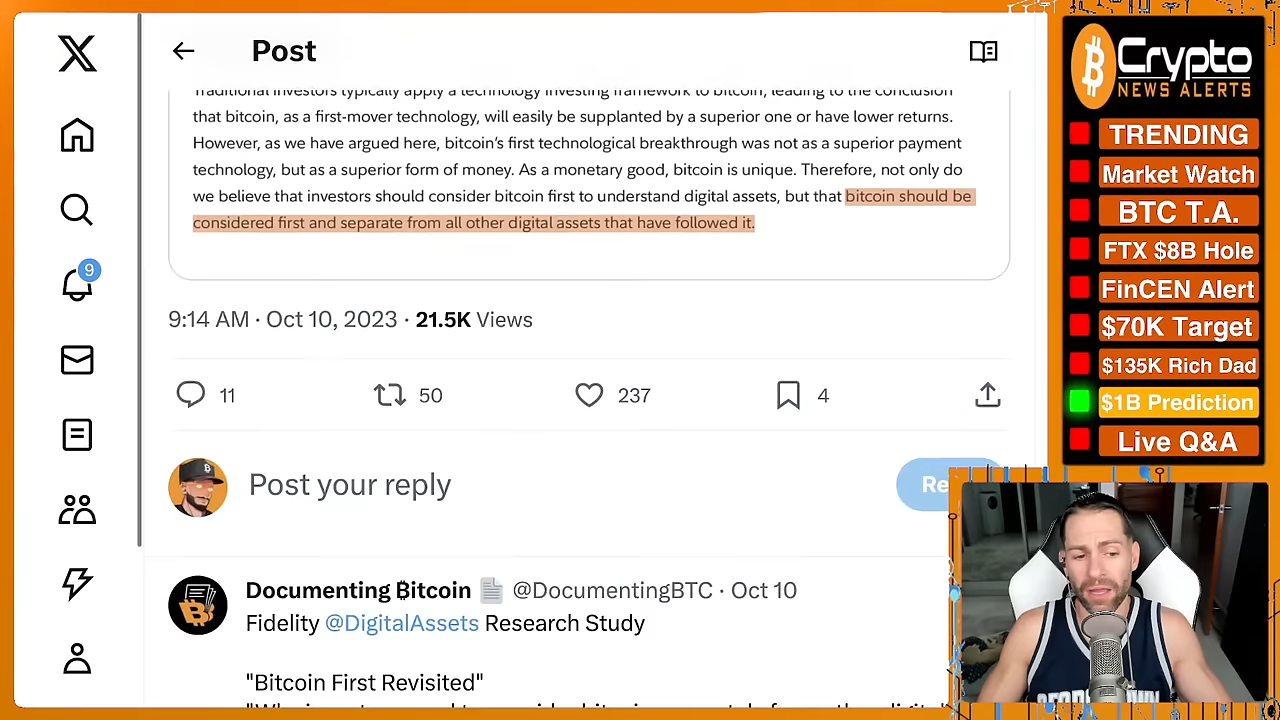 Post
Traditional investors typically apply a technology investing framework to bitcoin, leading to the conclusion
that bitcoin, as a first-mover technology, will easily be supplanted by a superior one or have lower returns.
However, as we have argued here, bitcoin’s first technological breakthrough was not as a superior payment
technology, but as a superior form of money. As a monetary good, bitcoin is unique. Therefore, not only do
we believe that investors should consider bitcoin first to understand digital assets, but that bitcoin should be
considered first and separate from all other digital assets that have followed it.
9:14 AM · Oct 10, 2023 · 21.5K Views
11 50 237 4
Post your reply
Re
Documenting ₿itcoin @DocumentingBTC · Oct 10
Fidelity @DigitalAssets Research Study
"Bitcoin First Revisited"
9
Crypto
NEWS ALERTS
TRENDING
Market Watch
BTC T.A.
FTX $8B Hole
FinCEN Alert
$70K Target
$135K Rich Dad
$1B Prediction
Live Q&A